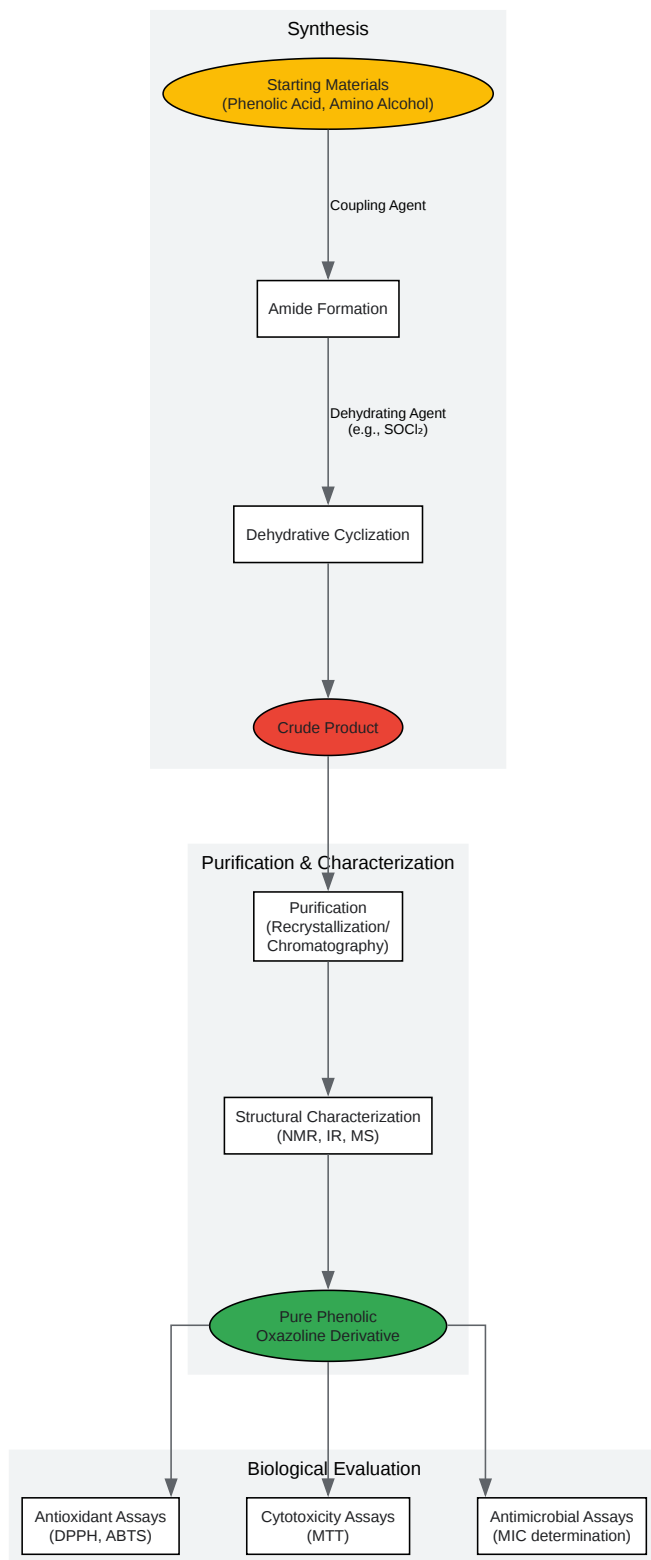 Synthesis
Starting Materials
(Phenolic Acid, Amino Alcohol)
Coupling Agent
Amide Formation
Dehydrating Agent
(e.g., SOCl₂)
Dehydrative Cyclization
Crude Product
Purification & Characterization
Purification
(Recrystallization/
Chromatography)
Structural Characterization
(NMR, IR, MS)
Pure Phenolic
Oxazoline Derivative
Biological Evaluation
Antioxidant Assays
(DPPH, ABTS)
Cytotoxicity Assays
(MTT)
Antimicrobial Assays
(MIC determination)